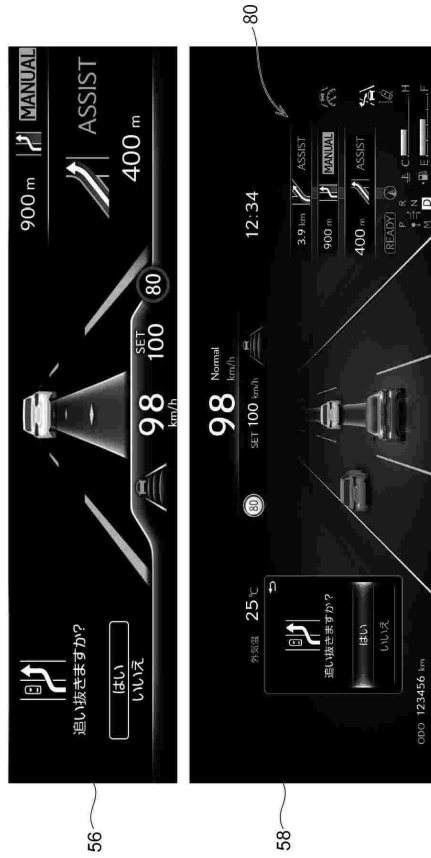 56
追い抜きますか?
はい
いいえ
98
km/h
SET
100
80
900 m
MANUAL
ASSIST
400 m
58
外気温 25℃
追い抜きますか?
はい
いいえ
ODO 123456 km
80
98
km/h
Normal
SET 100 km/h
12:34
3.9 km ASSIST
900 m MANUAL
400 m ASSIST
READY
P R
N
M D
C H
E F
80